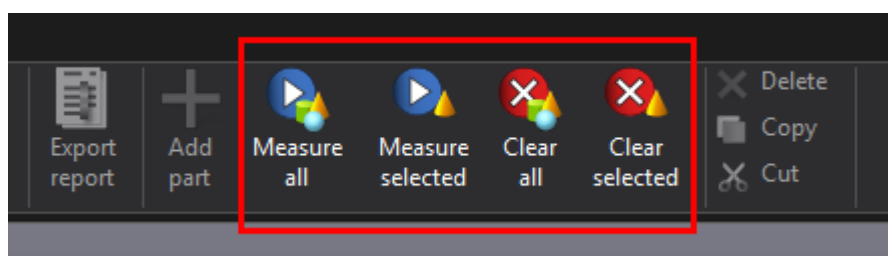 Export
report
Add
part
Measure
all
Measure
selected
Clear
all
Clear
selected
Delete
Copy
Cut